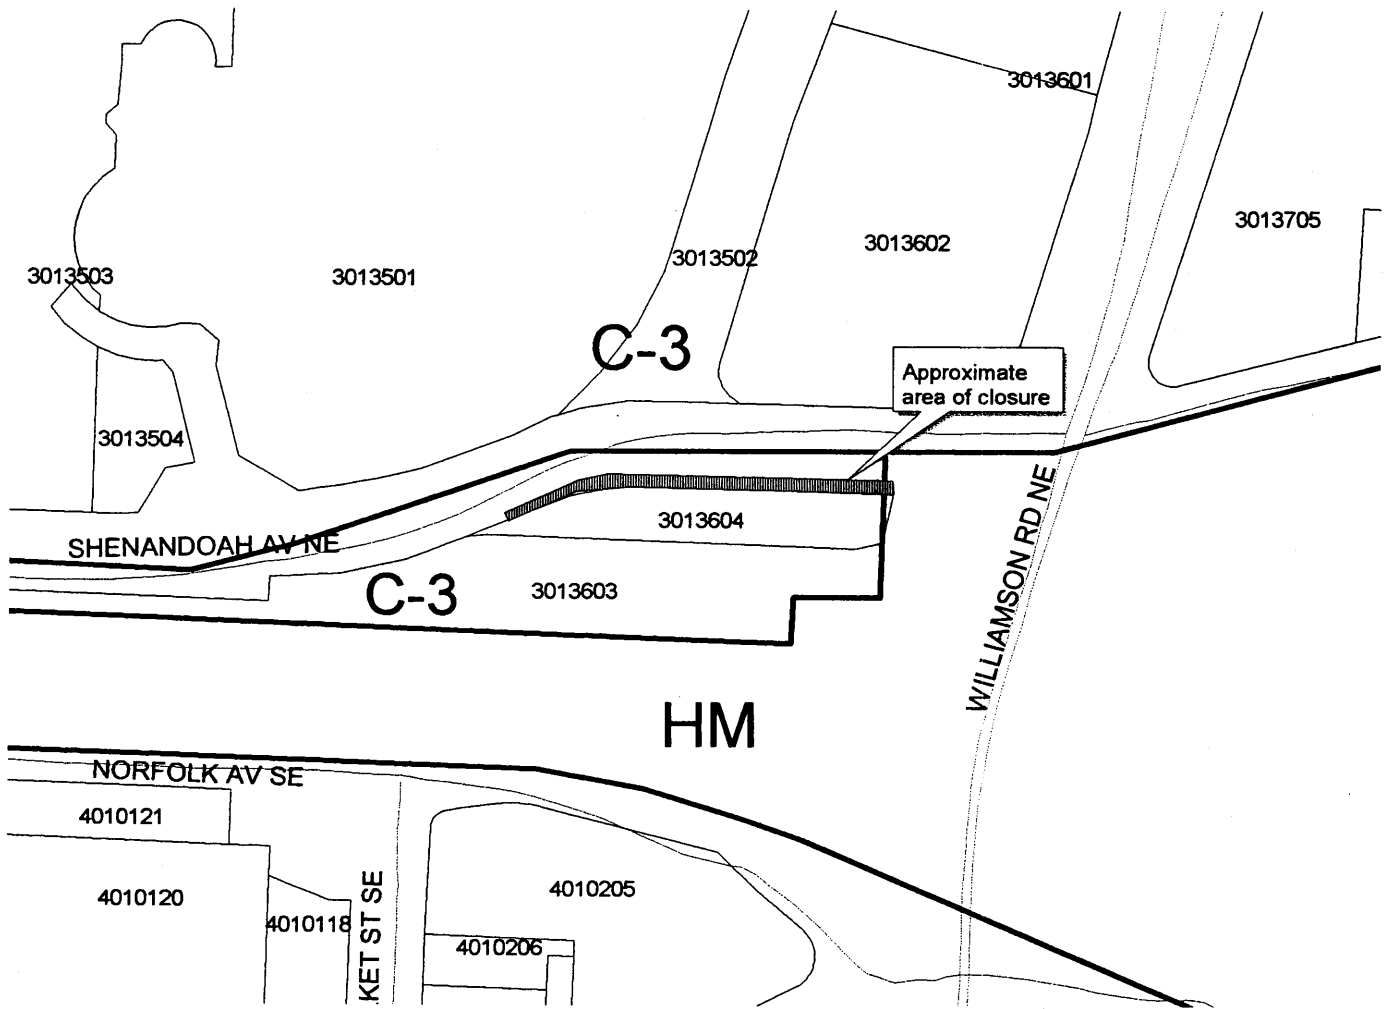 3013601
3013705
3013602
3013502
3013503
3013501
C-3
Approximate
area of closure
3013504
3013604
SHENANDOAH AV NE
C-3
3013603
WILLIAMSON RD NE
HM
NORFOLK AV SE
4010121
4010120
4010205
4010118
4010206
KET ST SE